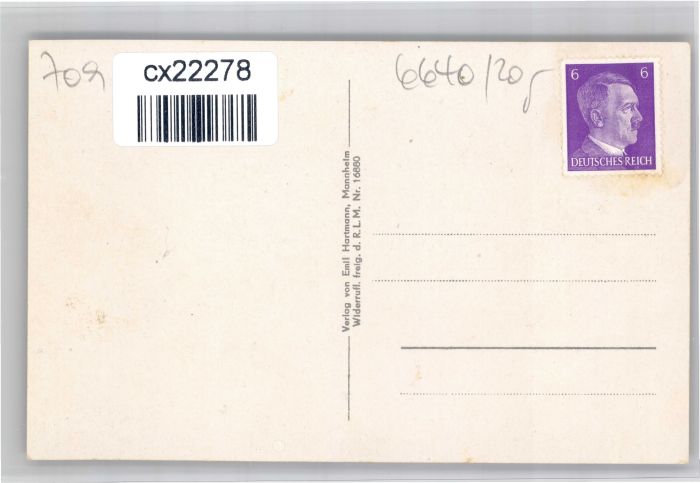 709
cx22278
6640/20,-
6 6
DEUTSCHES REICH
Verlag von Emil Hartmann, Mannheim
Widerrufl. freig. d. R. L. M. Nr. 16880